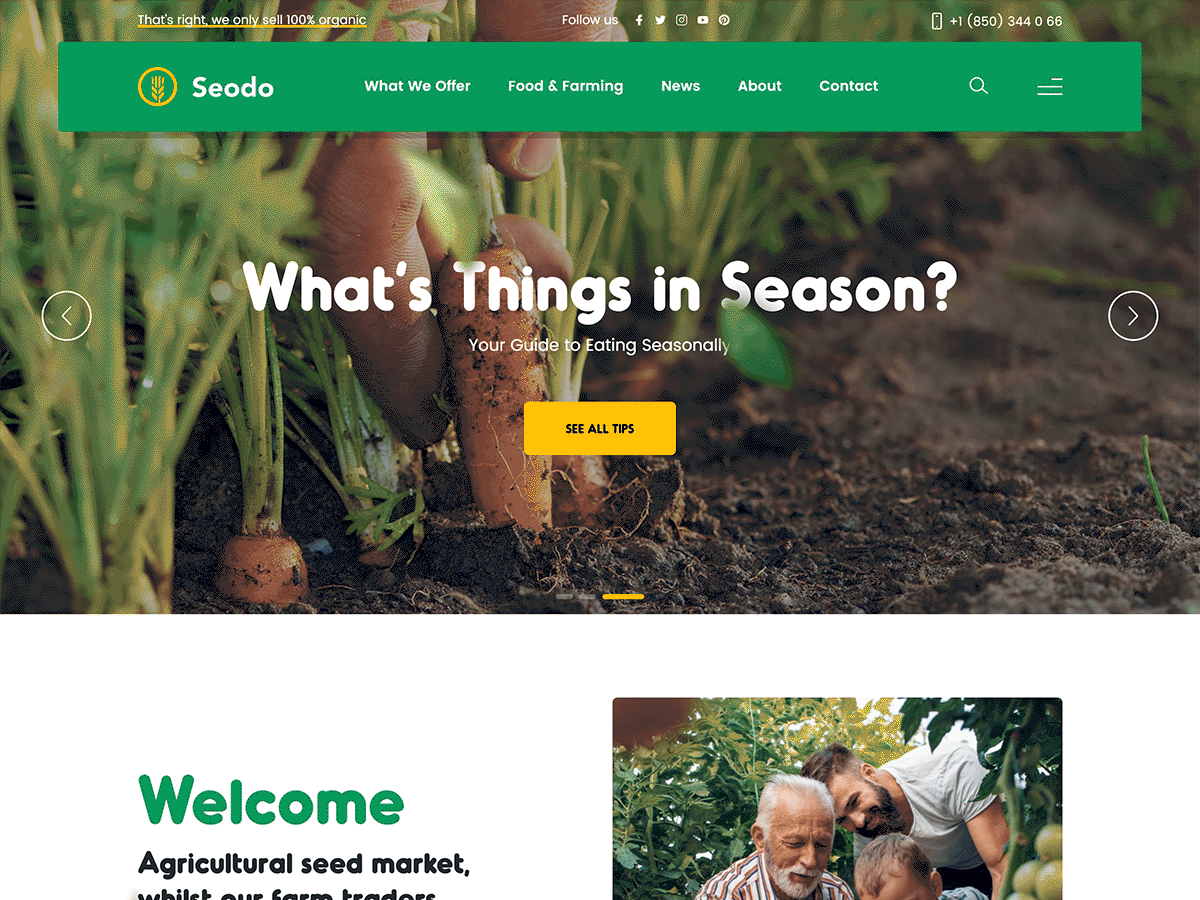 That's right, we only sell 100% organic
Follow us
+1 (850) 344 0 66
Seodo
What We Offer
Food & Farming
News
About
Contact
What's Things in Season?
Your Guide to Eating Seasonally
SEE ALL TIPS
Welcome
Agricultural seed market,
whilst our farm traders